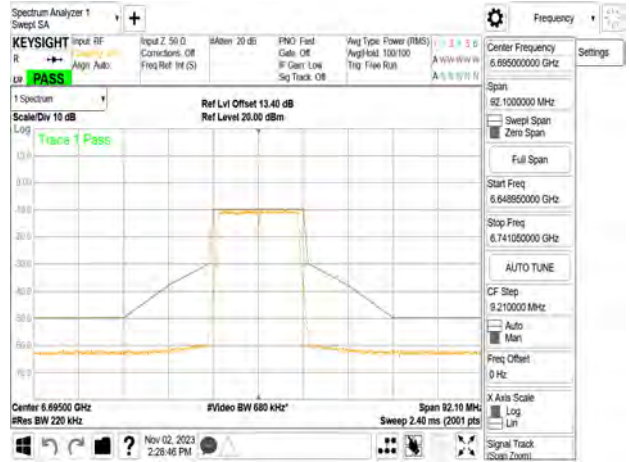 Spectrum Analyzer 1
Swept SA
+
Frequency
KEYSIGHT
Input: RF
Align: Auto
Input Z: 50 Ω
Corrections: Off
Freq Ref: Int (S)
#Atten: 20 dB
PNO: Fast
Gate: Off
IF Gain: Low
Sig Track: Off
Avg Type: Power (RMS)
Avg|Hold: 100/100
Trig: Free Run
R
PASS
Center Frequency
6.695000000 GHz
Settings
Span
92.1000000 MHz
Swept Span
Zero Span
Full Span
Start Freq
6.648950000 GHz
Stop Freq
6.741050000 GHz
AUTO TUNE
CF Step
9.210000 MHz
Auto
Man
Freq Offset
0 Hz
X Axis Scale
Log
Lin
Signal Track
(Span Zoom)
1 Spectrum
Scale/Div 10 dB
Log
Ref Lvl Offset 13.40 dB
Ref Level 20.00 dBm
Trace 1 Pass
Center 6.69500 GHz
#Res BW 220 kHz
#Video BW 680 kHz*
Span 92.10 MHz
Sweep 2.40 ms (2001 pts)
?
Nov 02, 2023
2:28:46 PM